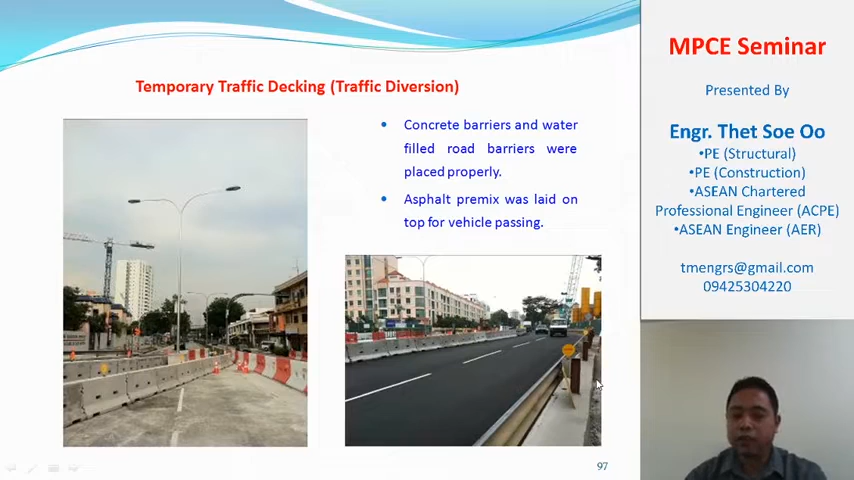 Temporary Traffic Decking (Traffic Diversion)
• Concrete barriers and water
filled road barriers were
placed properly.
• Asphalt premix was laid on
top for vehicle passing.
97
MPCE Seminar
Presented By
Engr. Thet Soe Oo
•PE (Structural)
•PE (Construction)
•ASEAN Chartered
Professional Engineer (ACPE)
•ASEAN Engineer (AER)
tmengrs@gmail.com
09425304220